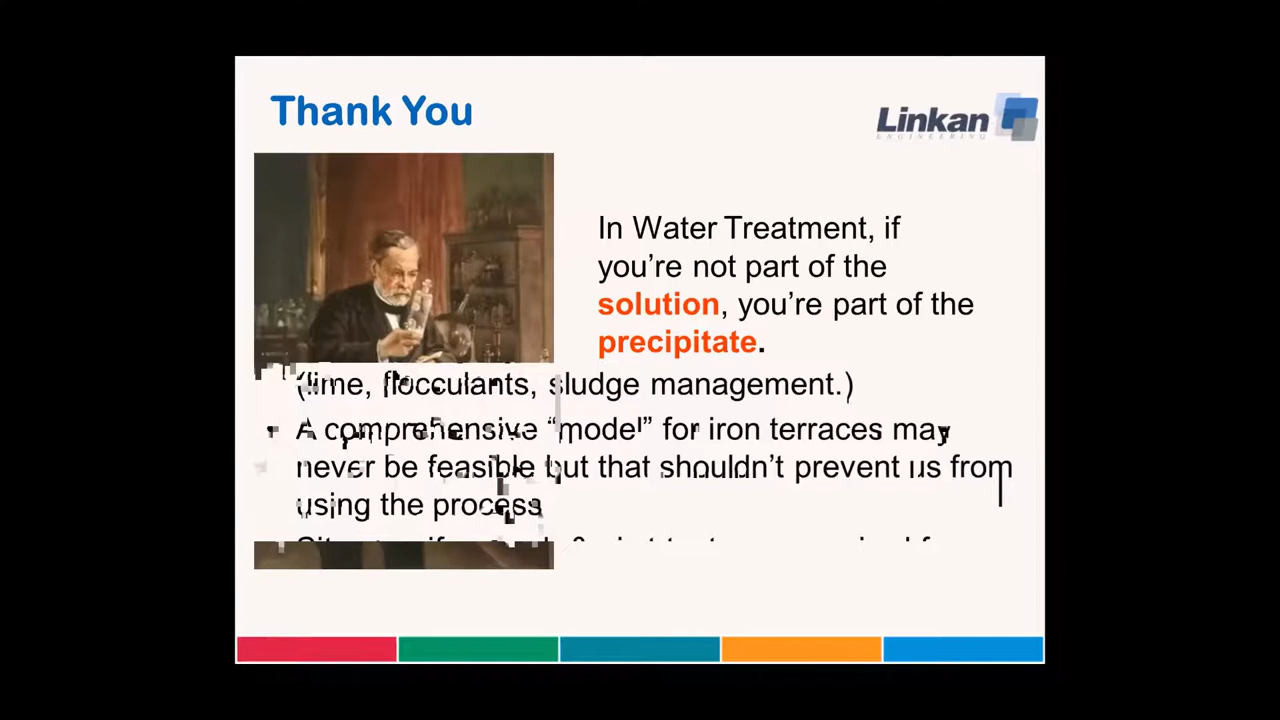 Thank You
Linkan
ENGINEERING
In Water Treatment, if
you’re not part of the
solution, you’re part of the
precipitate.
(lime, flocculants, sludge management.)
• A comprehensive “model” for iron terraces may
never be feasible but that shouldn’t prevent us from
using the process